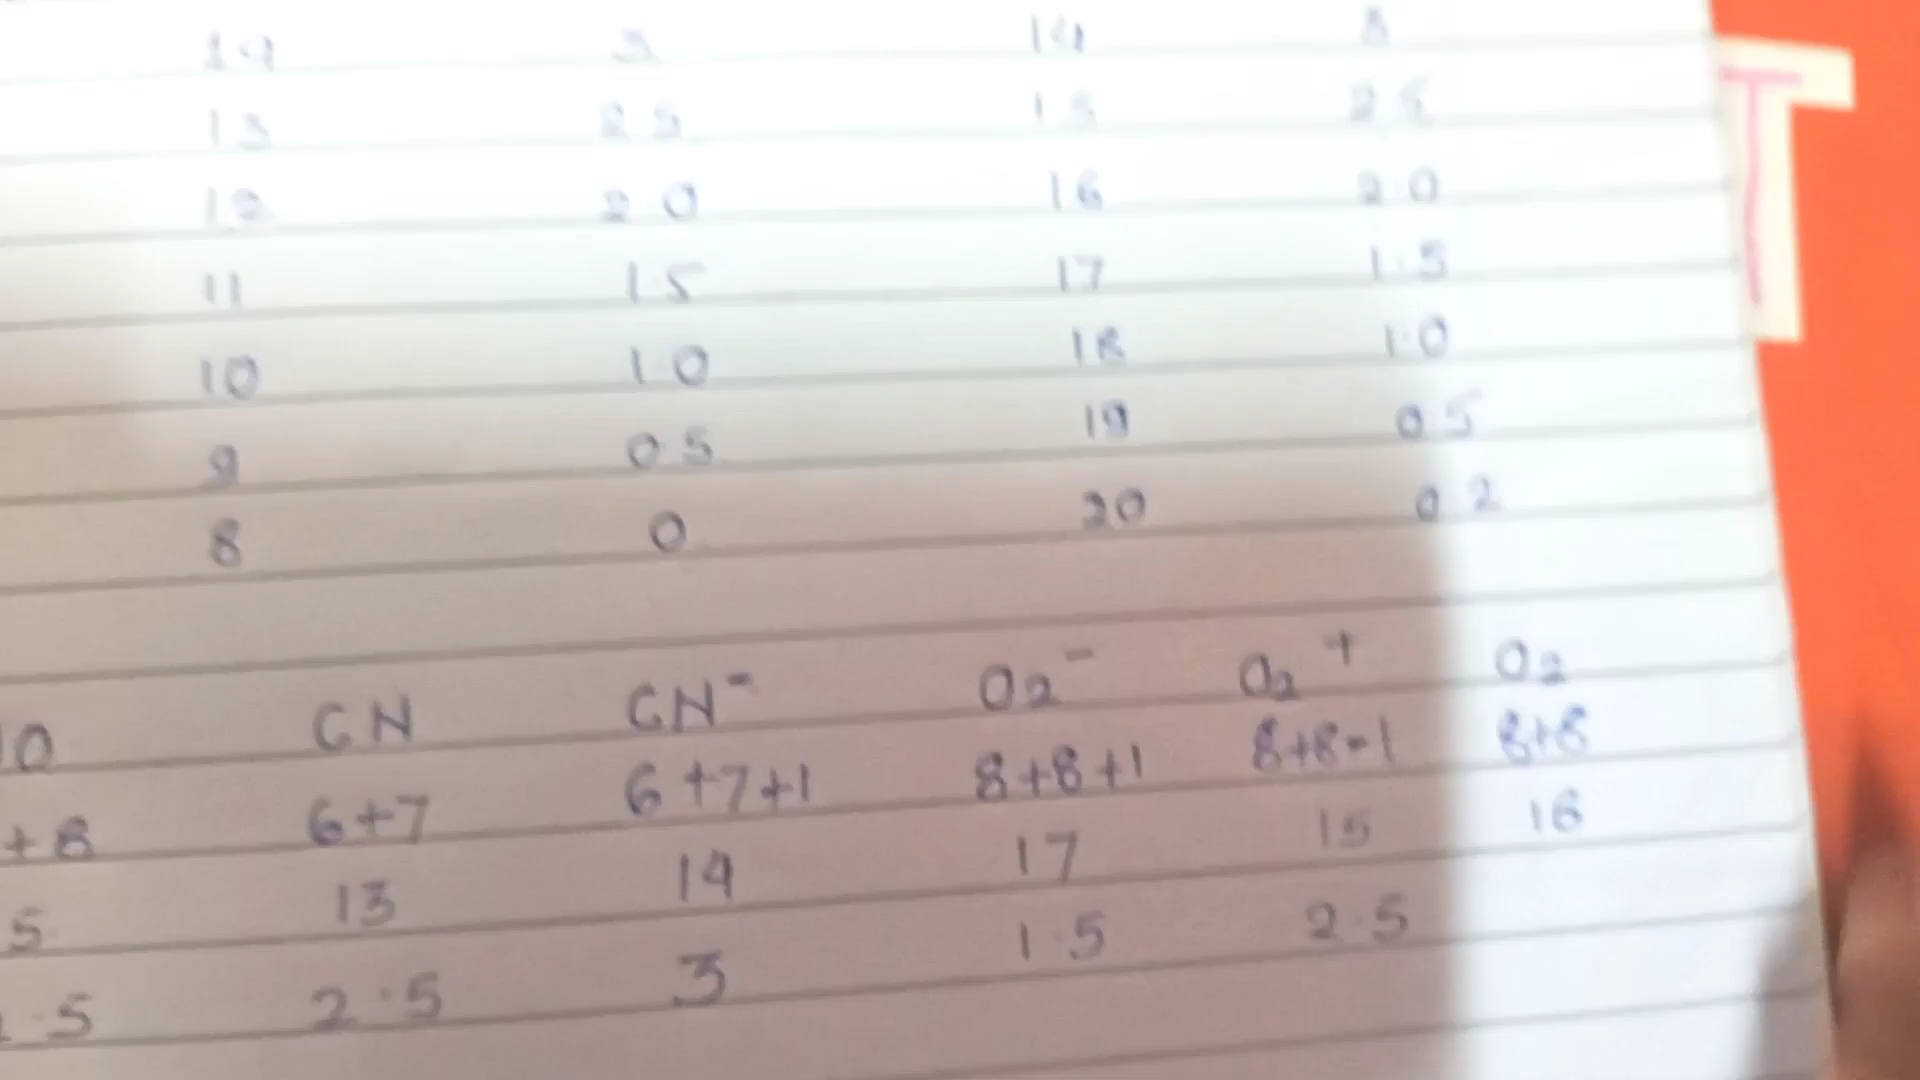 14 3 14 3
13 2.5 15 2.5
12 2.0 16 2.0
11 1.5 17 1.5
10 1.0 18 1.0
9 0.5 19 0.5
8 0 20 0.2
O CN CN⁻ O₂⁻ O₂⁺ O₂
+8 6+7 6+7+1 8+8+1 8+8-1 8+8
5 13 14 17 15 16
.5 2.5 3 1.5 2.5
T